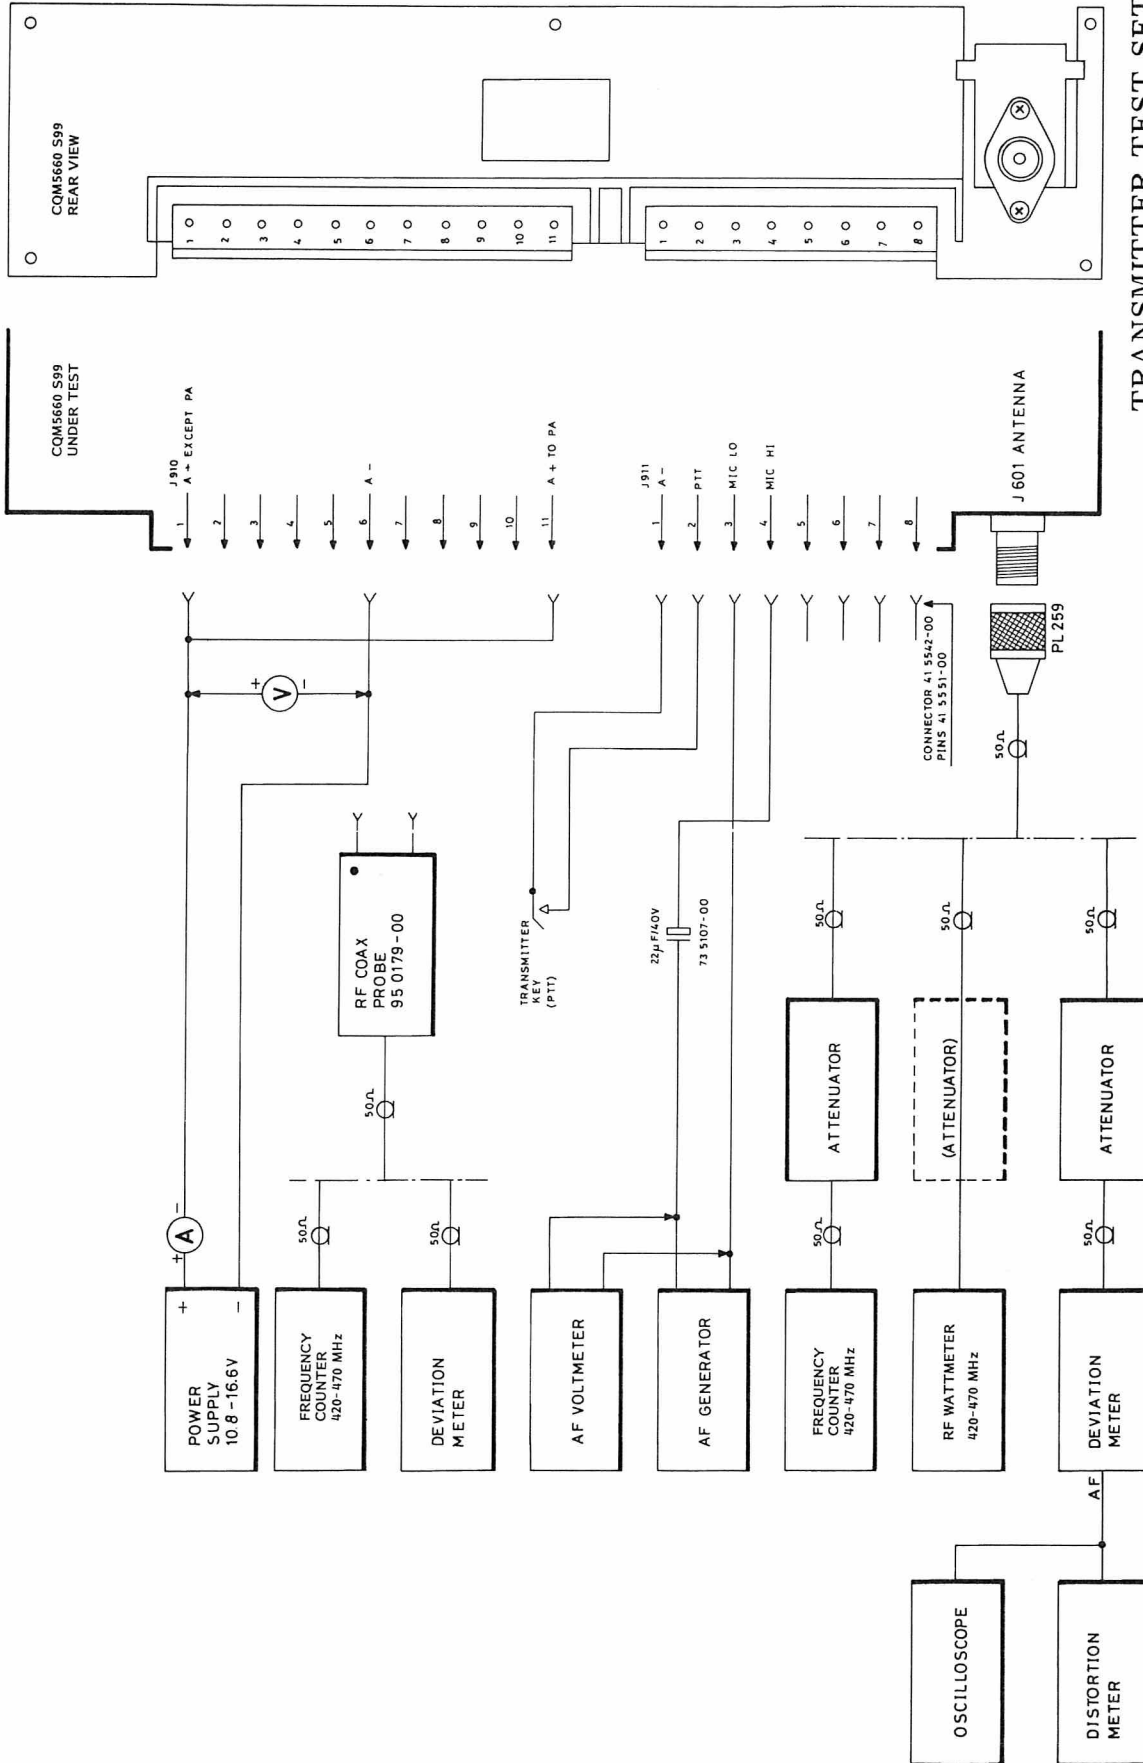 CQM5660 S99
REAR VIEW
1
2
3
4
5
6
7
8
9
10
11
1
2
3
4
5
6
7
8
CQM5660 S99
UNDER TEST
J910
1
A + EXCEPT PA
2
3
4
5
6
A -
7
8
9
10
11
A + TO PA
J911
1
A -
2
PTT
3
MIC LO
4
MIC HI
5
6
7
8
J601 ANTENNA
CONNECTOR 41 5542-00
PINS 41 5551-00
PL259
50Ω
+
V
-
RF COAX
PROBE
95 0179-00
50Ω
TRANSMITTER
KEY
(PTT)
22µF/40V
73 5107-00
50Ω
50Ω
50Ω
ATTENUATOR
(ATTENUATOR)
ATTENUATOR
+
A
-
50Ω
50Ω
50Ω
50Ω
POWER
SUPPLY
10.8 -16.6V
+
-
FREQUENCY
COUNTER
420-470 MHz
DEVIATION
METER
AF VOLTMETER
AF GENERATOR
FREQUENCY
COUNTER
420-470 MHz
RF WATTMETER
420-470 MHz
DEVIATION
METER
AF
OSCILLOSCOPE
DISTORTION
METER
TRANSMITTER TEST SET